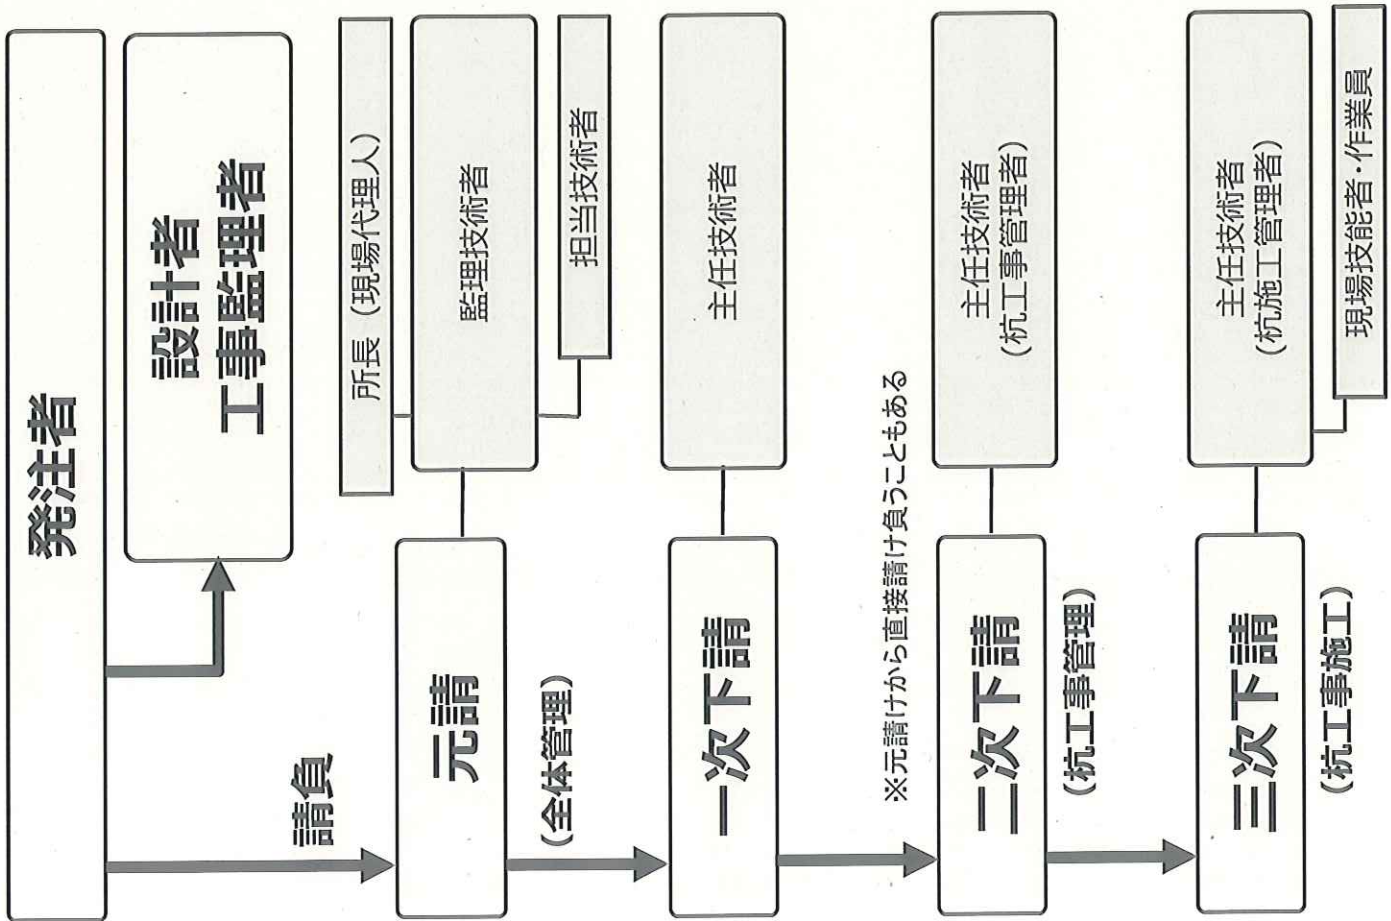 発注者
設計者
工事監理者
請負
所長（現場代理人）
元請
監理技術者
(全体管理)
担当技術者
一次下請
主任技術者
※元請けから直接請け負うこともある
二次下請
主任技術者
(杭工事管理者)
(杭工事管理)
三次下請
主任技術者
(杭施工管理者)
(杭工事施工)
現場技能者・作業員